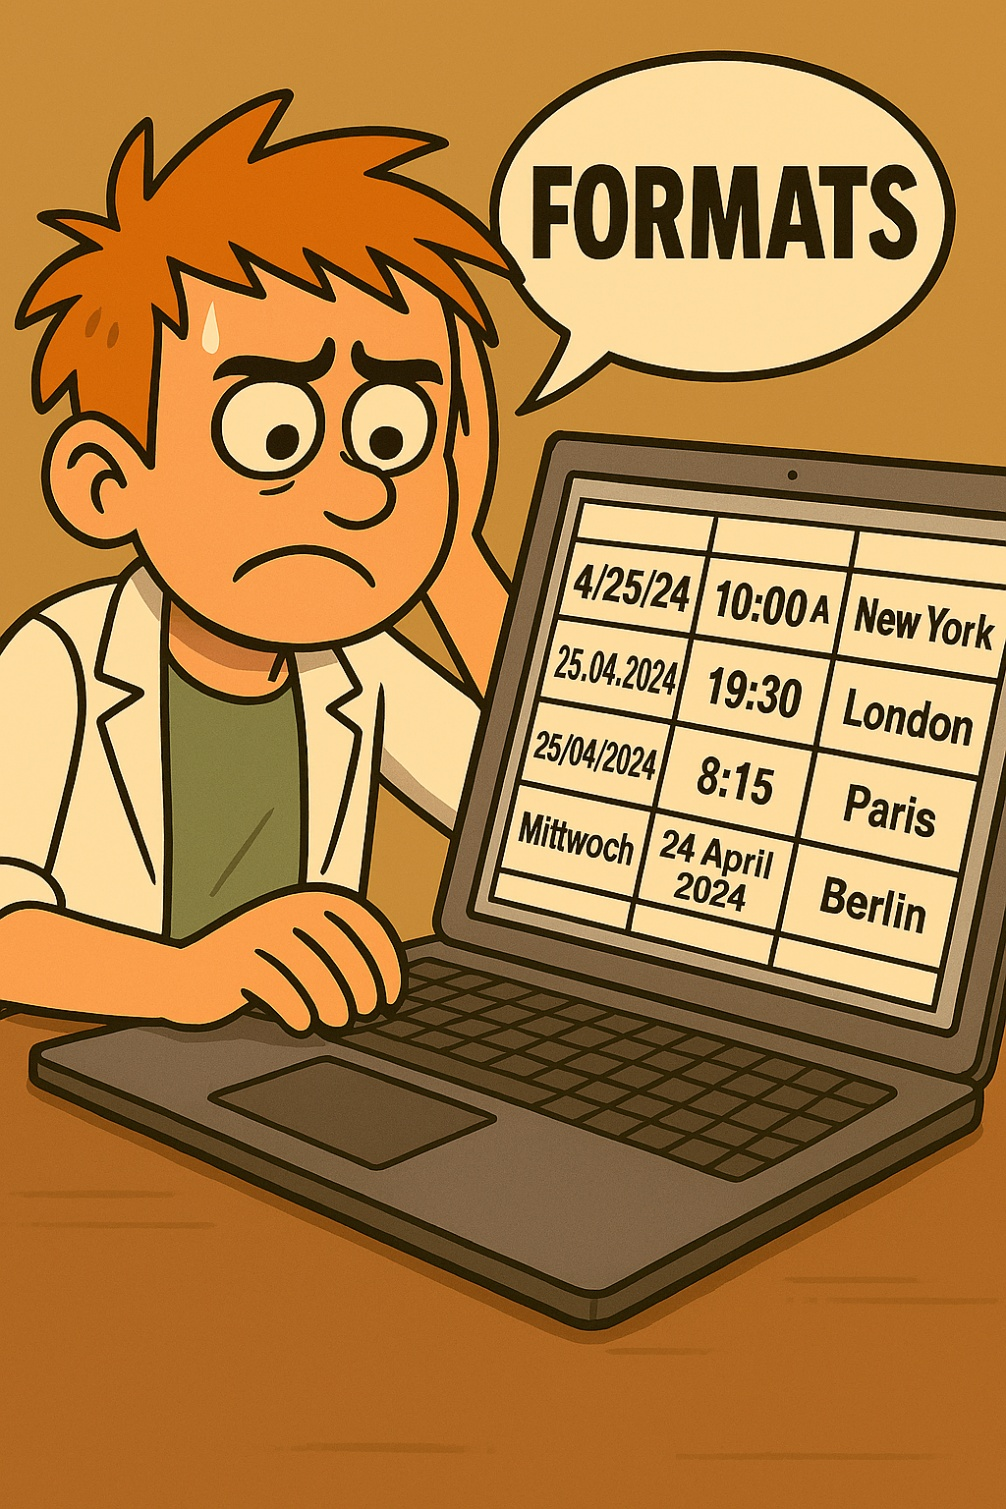 FORMATS
4/25/24 10:00 A New York
25.04.2024 19:30 London
25/04/2024 8:15 Paris
Mittwoch 24 April Berlin
2024